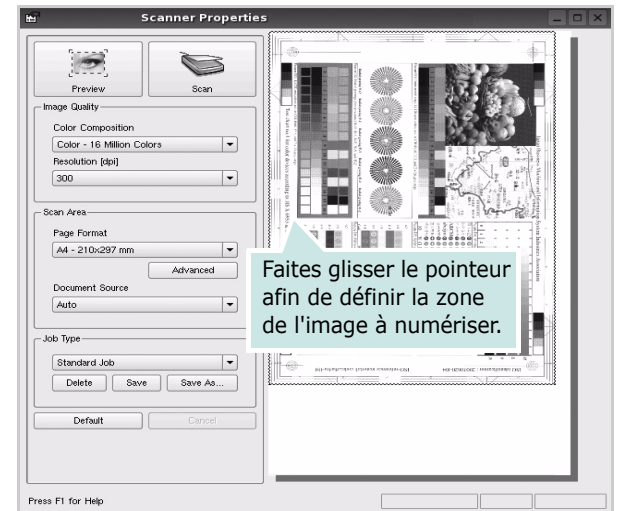 Scanner Properties
Preview
Scan
Image Quality
Color Composition
Color - 16 Million Colors
Resolution [dpi]
300
Scan Area
Page Format
A4 - 210x297 mm
Advanced
Document Source
Auto
Job Type
Standard Job
Delete
Save
Save As...
Default
Cancel
Press F1 for Help
Faites glisser le pointeur
afin de définir la zone
de l'image à numériser.